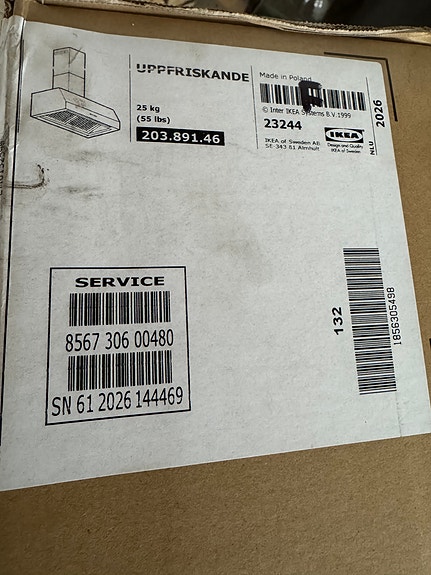 UPPFRISKANDE
25 kg
(55 lbs)
203.891.46
Made in Poland
© Inter IKEA Systems B.V. 1999
23244
IKEA of Sweden AB
SE-343 81 Älmhult
IKEA
Design and Quality
IKEA of Sweden
NLU 2026
SERVICE
8567 306 00480
SN 61 2026 144469
132
1856305498